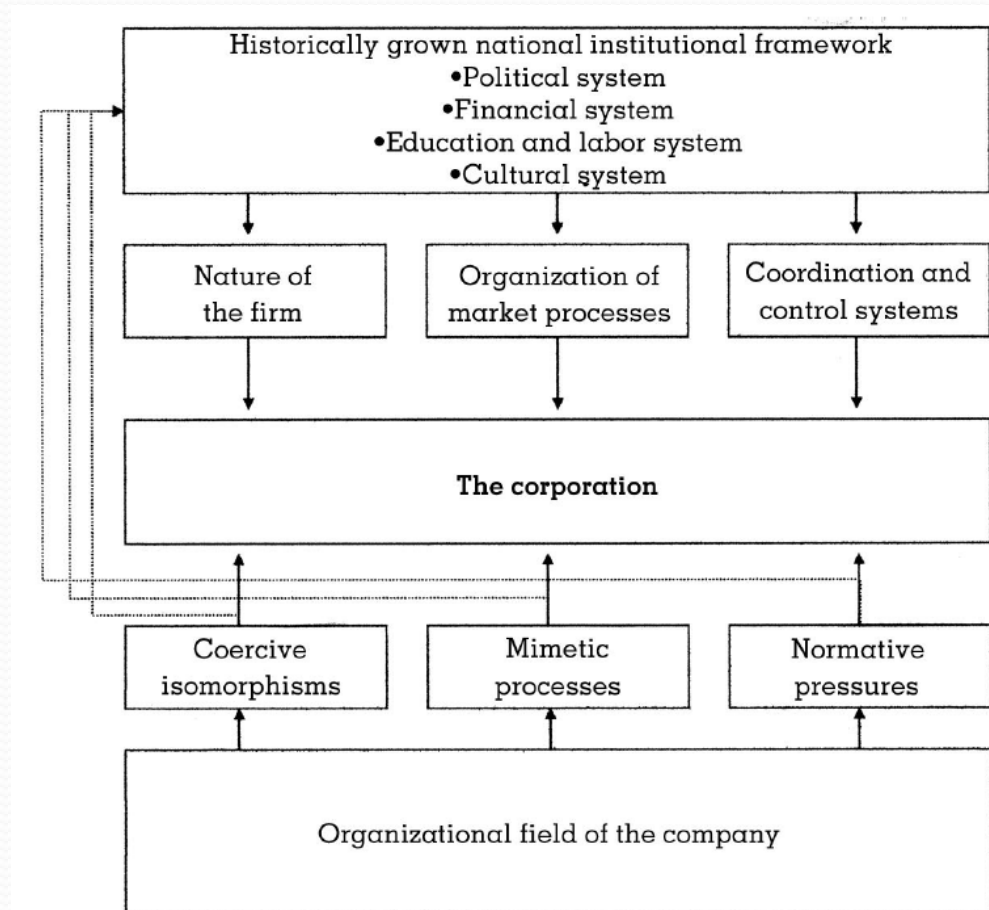 Historically grown national institutional framework
•Political system
•Financial system
•Education and labor system
•Cultural system
Nature of
the firm
Organization of
market processes
Coordination and
control systems
The corporation
Coercive
isomorphisms
Mimetic
processes
Normative
pressures
Organizational field of the company